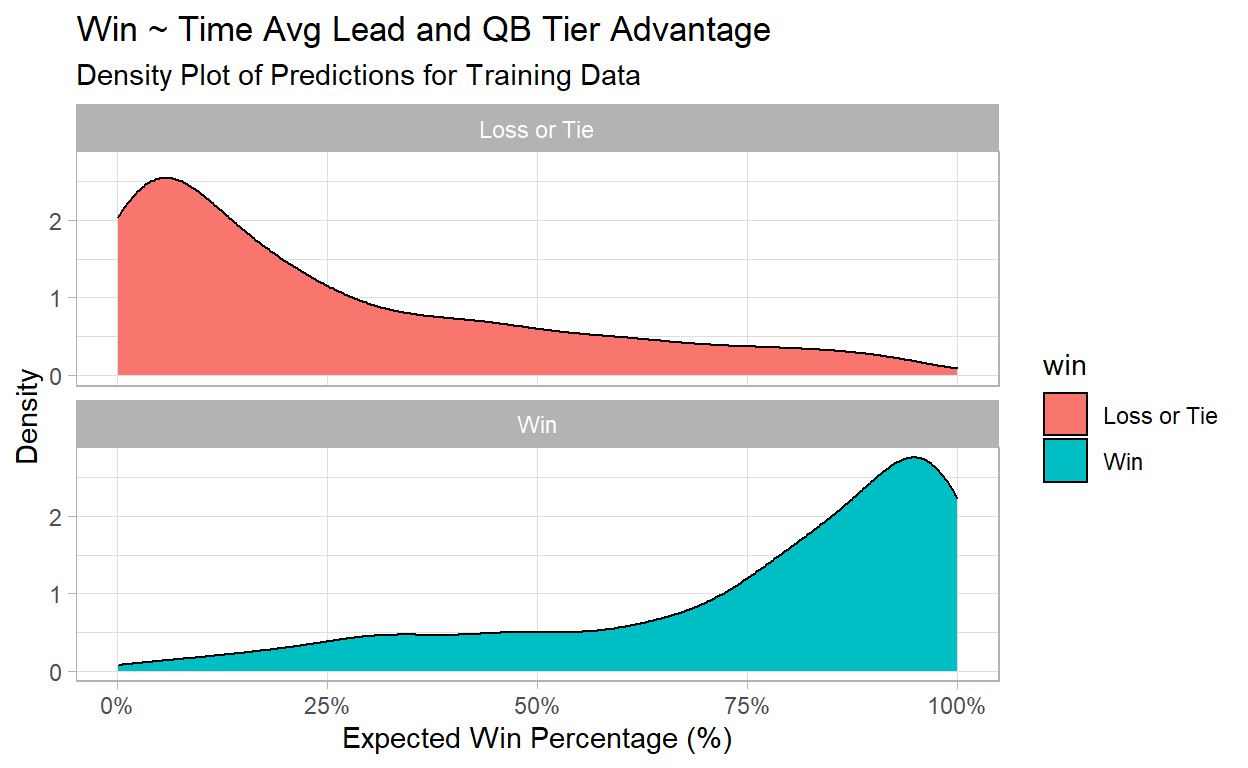 Win ~ Time Avg Lead and QB Tier Advantage
Density Plot of Predictions for Training Data
Loss or Tie
2
1
0
Density
Win
2
1
0
0% 25% 50% 75% 100%
Expected Win Percentage (%)
win
Loss or Tie
Win